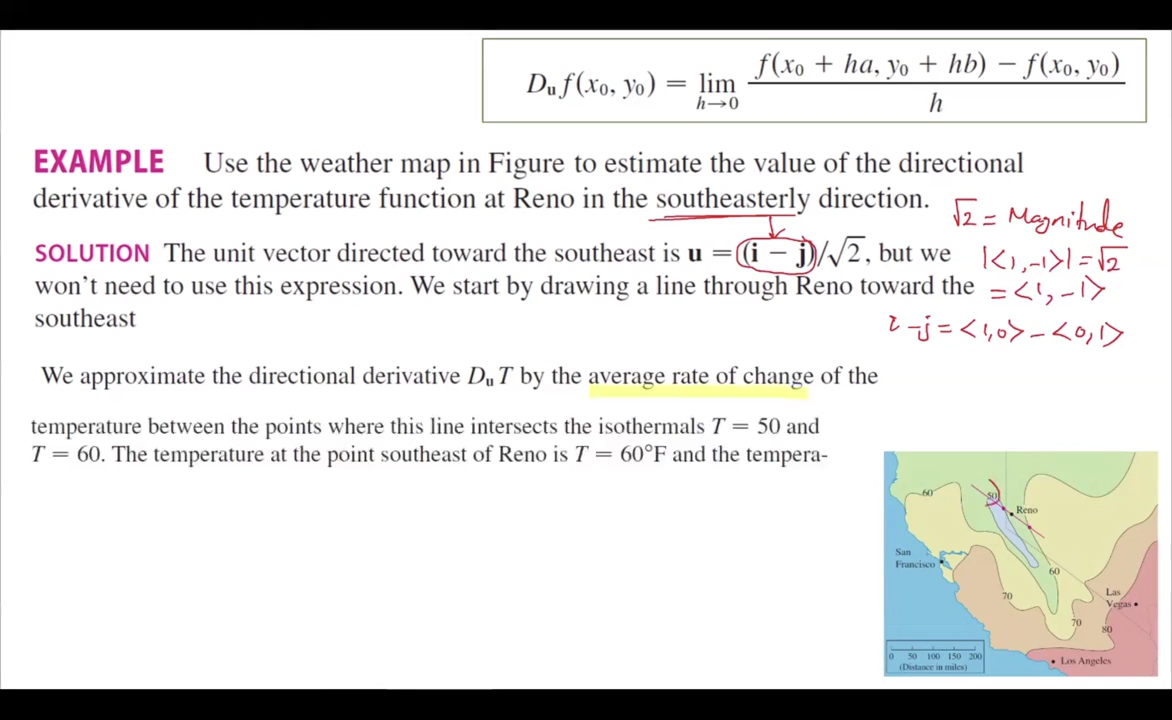 D_u f(x₀, y₀) = lim h→0 f(x₀ + ha, y₀ + hb) − f(x₀, y₀) / h
EXAMPLE Use the weather map in Figure to estimate the value of the directional
derivative of the temperature function at Reno in the southeasterly direction.
√2 = Magnitude
SOLUTION The unit vector directed toward the southeast is u = (i − j)/√2, but we
|<1,-1>| = √2
won't need to use this expression. We start by drawing a line through Reno toward the
= <1, -1>
southeast
i - j = <1,0> - <0,1>
We approximate the directional derivative D_u T by the average rate of change of the
temperature between the points where this line intersects the isothermals T = 50 and
T = 60. The temperature at the point southeast of Reno is T = 60°F and the tempera-
60
50
Reno
San
Francisco
60
70
Las
Vegas
70
80
0 50 100 150 200
(Distance in miles)
Los Angeles